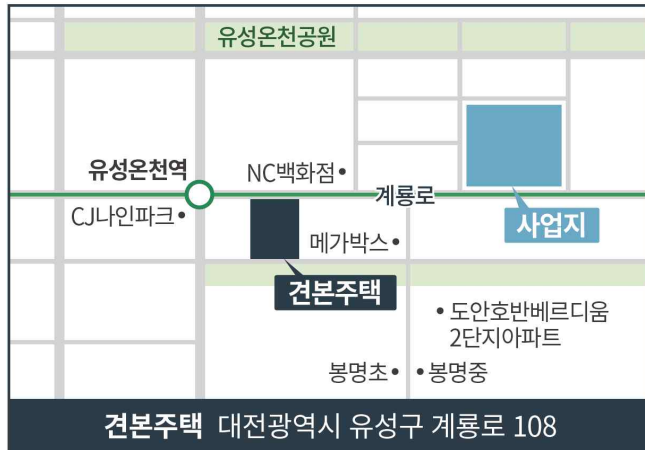 유성온천공원
유성온천역
NC백화점
계룡로
CJ나인파크
사업지
메가박스
견본주택
도안호반베르디움
2단지아파트
봉명초
봉명중
견본주택 대전광역시 유성구 계룡로 108